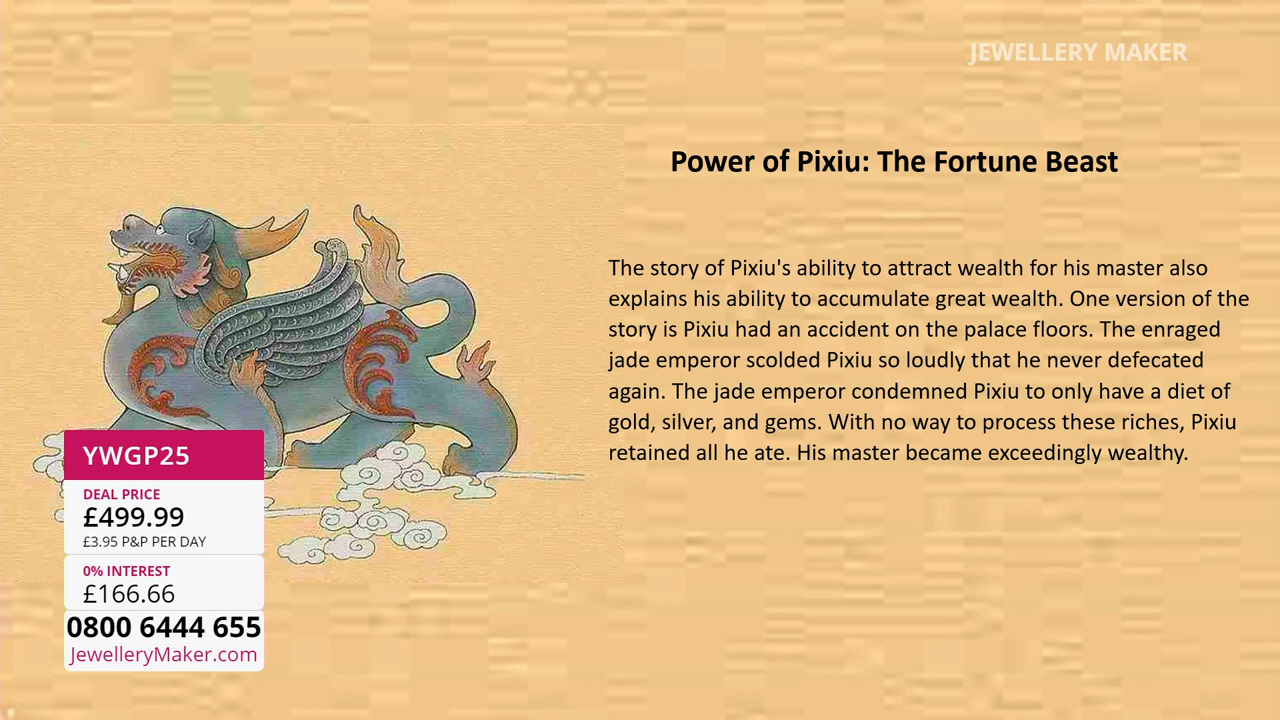 JEWELLERY MAKER
Power of Pixiu: The Fortune Beast
The story of Pixiu's ability to attract wealth for his master also
explains his ability to accumulate great wealth. One version of the
story is Pixiu had an accident on the palace floors. The enraged
jade emperor scolded Pixiu so loudly that he never defecated
again. The jade emperor condemned Pixiu to only have a diet of
gold, silver, and gems. With no way to process these riches, Pixiu
retained all he ate. His master became exceedingly wealthy.
YWGP25
DEAL PRICE
£499.99
£3.95 P&P PER DAY
0% INTEREST
£166.66
0800 6444 655
JewelleryMaker.com